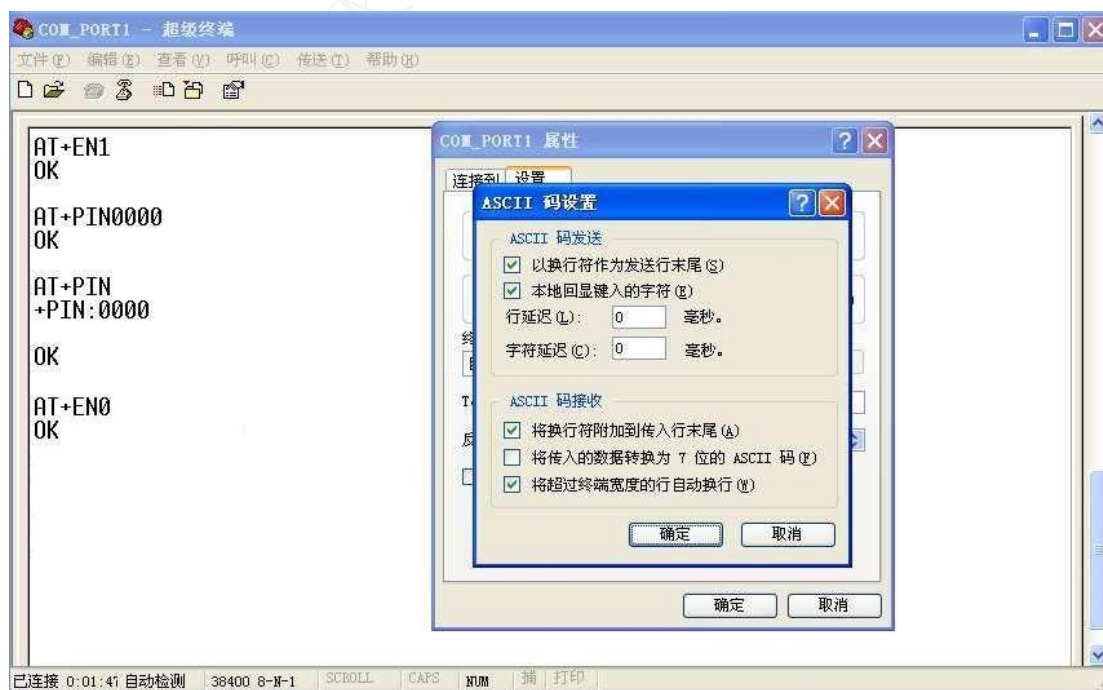 COM_PORT1 - 超级终端
文件(F) 编辑(E) 查看(V) 呼叫(C) 传送(T) 帮助(H)
AT+EN1
OK
AT+PIN0000
OK
AT+PIN
+PIN:0000
OK
AT+EN0
OK
COM_PORT1 属性
连接到 设置
ASCII 码设置
ASCII 码发送
以换行符作为发送行末尾(S)
本地回显键入的字符(E)
行延迟(L): 0 毫秒。
字符延迟(C): 0 毫秒。
ASCII 码接收
将换行符附加到传入行末尾(A)
将传入的数据转换为 7 位的 ASCII 码(F)
将超过终端宽度的行自动换行(W)
确定 取消
确定 取消
已连接 0:01:47 自动检测 38400 8-N-1 SCROLL CAPS NUM 捕 打印